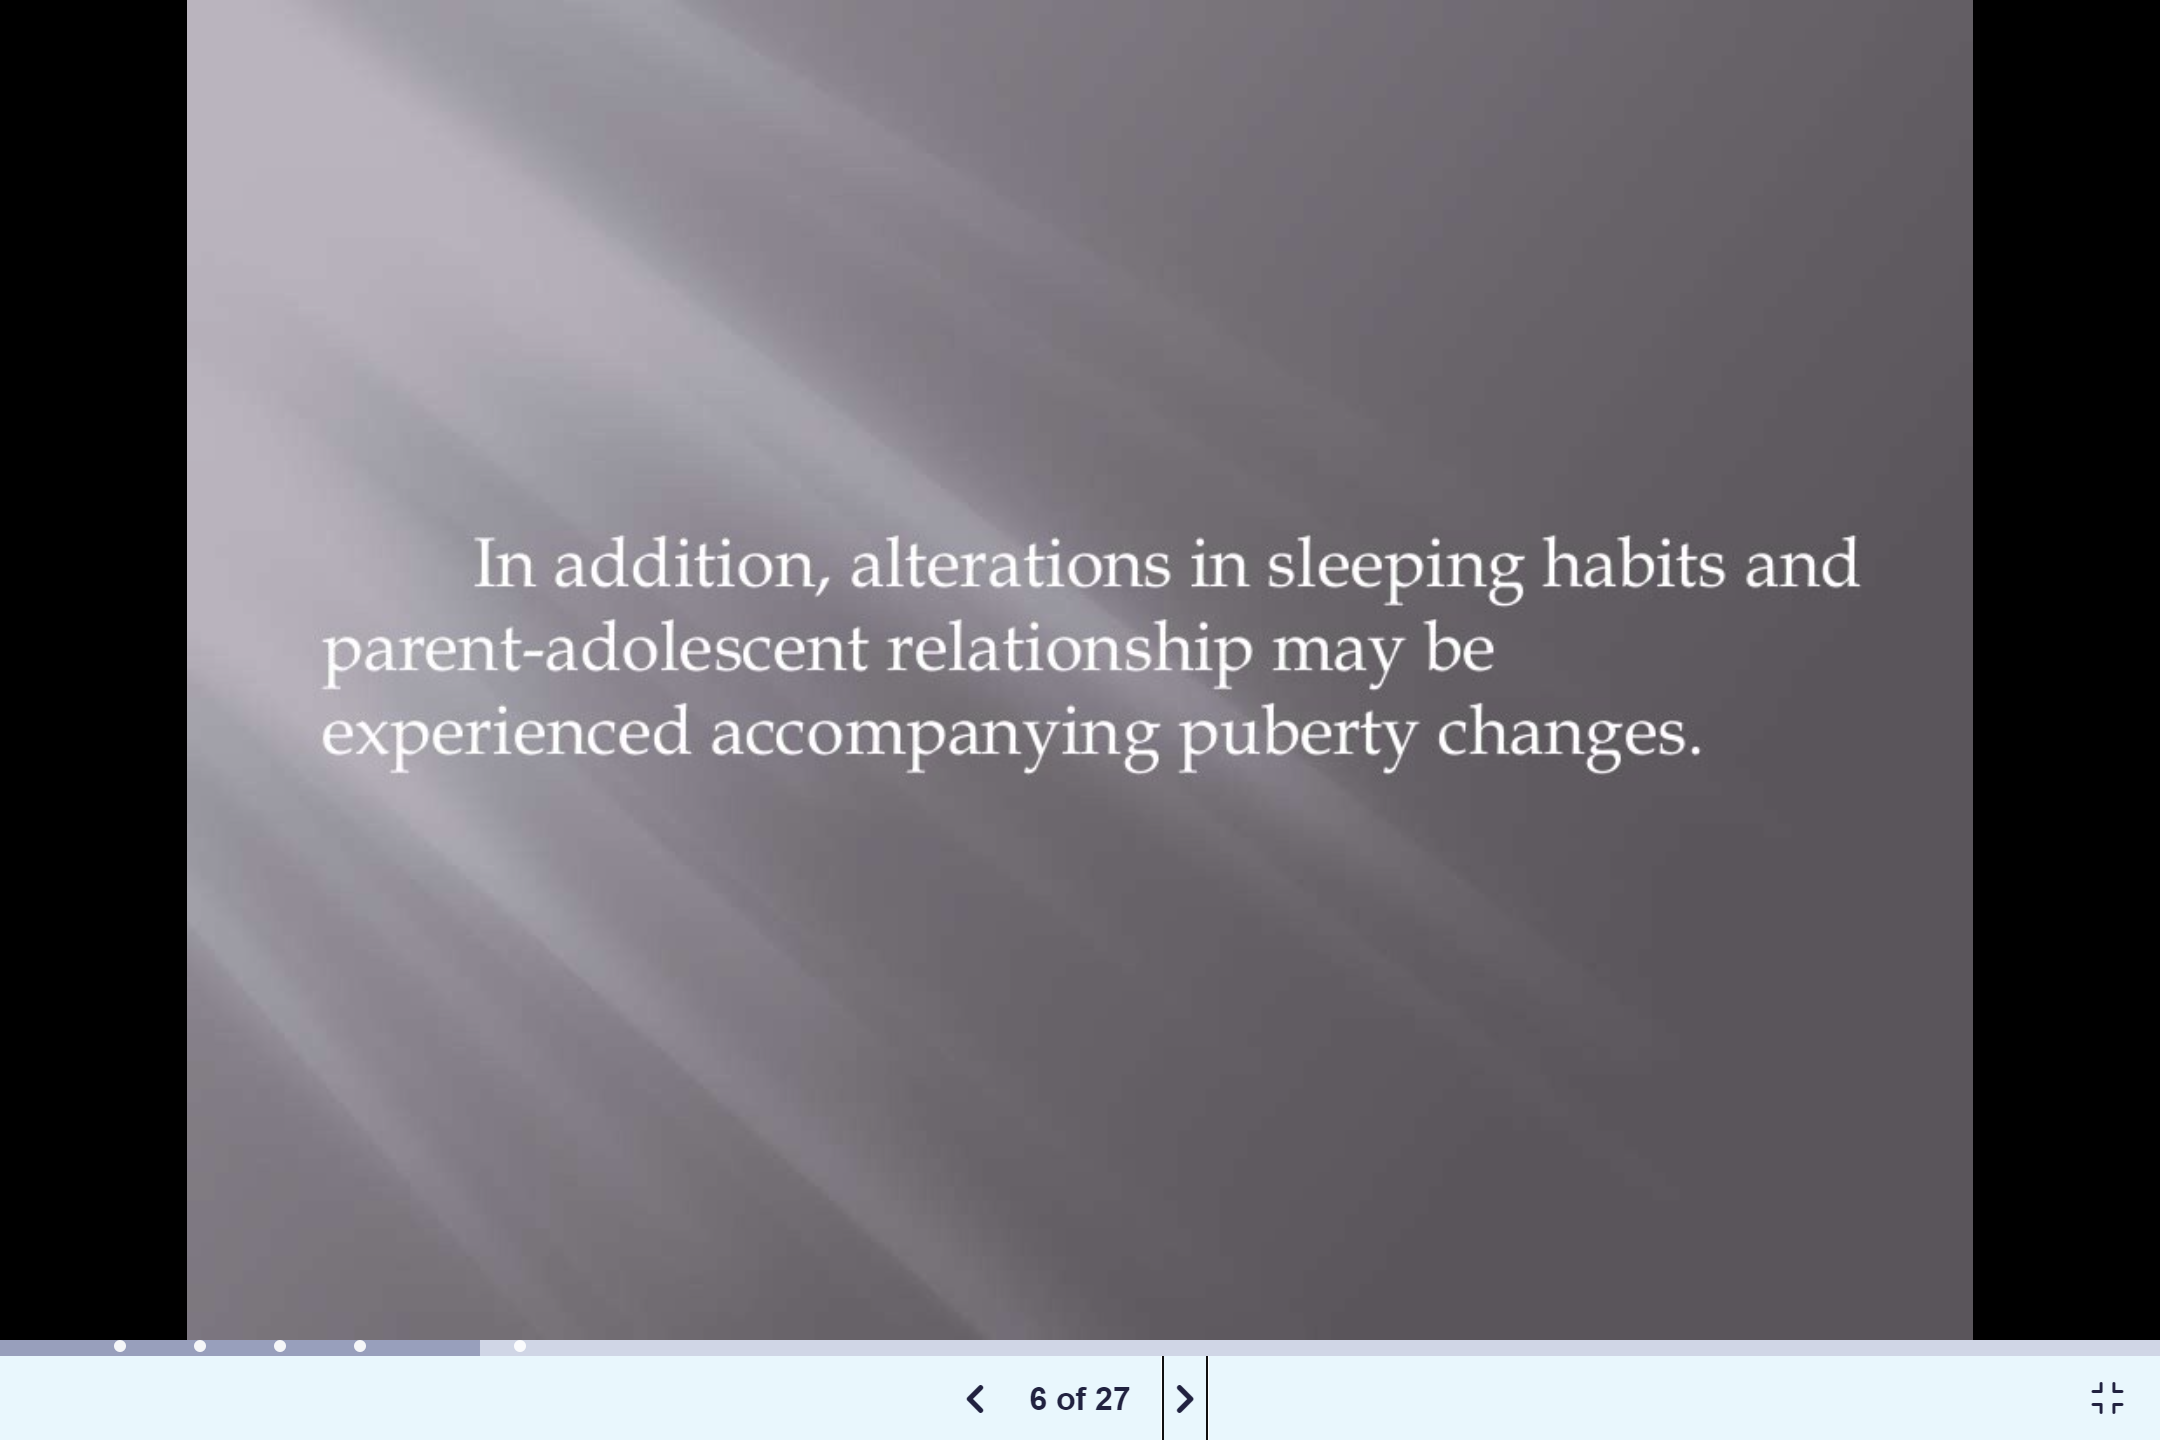 In addition, alterations in sleeping habits and
parent-adolescent relationship may be
experienced accompanying puberty changes.
6 of 27